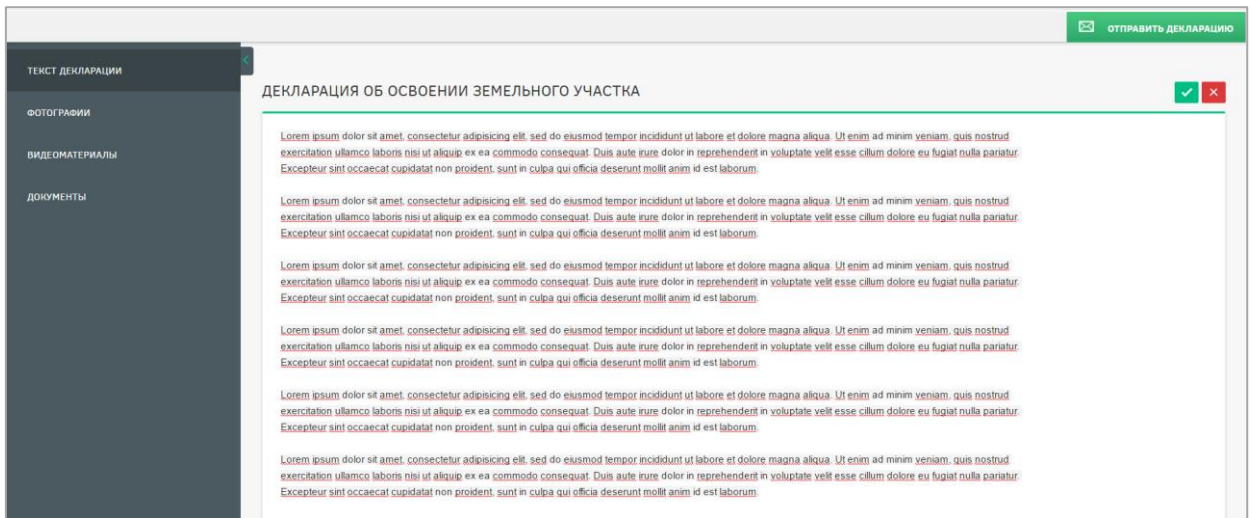 ОТПРАВИТЬ ДЕКЛАРАЦИЮ
ТЕКСТ ДЕКЛАРАЦИИ
ФОТОГРАФИИ
ВИДЕОМАТЕРИАЛЫ
ДОКУМЕНТЫ
ДЕКЛАРАЦИЯ ОБ ОСВОЕНИИ ЗЕМЕЛЬНОГО УЧАСТКА
Lorem ipsum dolor sit amet, consectetur adipisicing elit, sed do eiusmod tempor incididunt ut labore et dolore magna aliqua. Ut enim ad minim veniam, quis nostrud
exercitation ullamco laboris nisi ut aliquip ex ea commodo consequat. Duis aute irure dolor in reprehenderit in voluptate velit esse cillum dolore eu fugiat nulla pariatur.
Excepteur sint occaecat cupidatat non proident, sunt in culpa qui officia deserunt mollit anim id est laborum.
Lorem ipsum dolor sit amet, consectetur adipisicing elit, sed do eiusmod tempor incididunt ut labore et dolore magna aliqua. Ut enim ad minim veniam, quis nostrud
exercitation ullamco laboris nisi ut aliquip ex ea commodo consequat. Duis aute irure dolor in reprehenderit in voluptate velit esse cillum dolore eu fugiat nulla pariatur.
Excepteur sint occaecat cupidatat non proident, sunt in culpa qui officia deserunt mollit anim id est laborum.
Lorem ipsum dolor sit amet, consectetur adipisicing elit, sed do eiusmod tempor incididunt ut labore et dolore magna aliqua. Ut enim ad minim veniam, quis nostrud
exercitation ullamco laboris nisi ut aliquip ex ea commodo consequat. Duis aute irure dolor in reprehenderit in voluptate velit esse cillum dolore eu fugiat nulla pariatur.
Excepteur sint occaecat cupidatat non proident, sunt in culpa qui officia deserunt mollit anim id est laborum.
Lorem ipsum dolor sit amet, consectetur adipisicing elit, sed do eiusmod tempor incididunt ut labore et dolore magna aliqua. Ut enim ad minim veniam, quis nostrud
exercitation ullamco laboris nisi ut aliquip ex ea commodo consequat. Duis aute irure dolor in reprehenderit in voluptate velit esse cillum dolore eu fugiat nulla pariatur.
Excepteur sint occaecat cupidatat non proident, sunt in culpa qui officia deserunt mollit anim id est laborum.
Lorem ipsum dolor sit amet, consectetur adipisicing elit, sed do eiusmod tempor incididunt ut labore et dolore magna aliqua. Ut enim ad minim veniam, quis nostrud
exercitation ullamco laboris nisi ut aliquip ex ea commodo consequat. Duis aute irure dolor in reprehenderit in voluptate velit esse cillum dolore eu fugiat nulla pariatur.
Excepteur sint occaecat cupidatat non proident, sunt in culpa qui officia deserunt mollit anim id est laborum.
Lorem ipsum dolor sit amet, consectetur adipisicing elit, sed do eiusmod tempor incididunt ut labore et dolore magna aliqua. Ut enim ad minim veniam, quis nostrud
exercitation ullamco laboris nisi ut aliquip ex ea commodo consequat. Duis aute irure dolor in reprehenderit in voluptate velit esse cillum dolore eu fugiat nulla pariatur.
Excepteur sint occaecat cupidatat non proident, sunt in culpa qui officia deserunt mollit anim id est laborum.